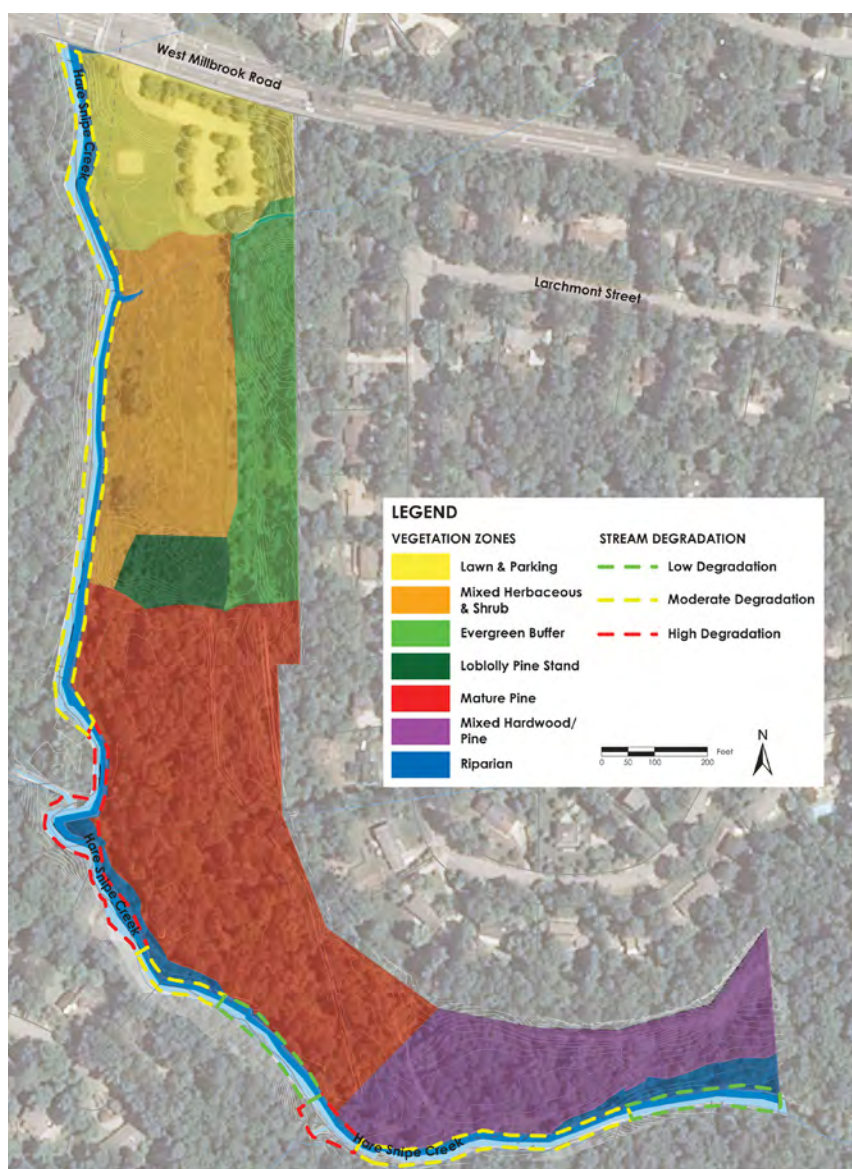 West Millbrook Road
Hare Snipe Creek
Larchmont Street
LEGEND
VEGETATION ZONES
Lawn & Parking
Mixed Herbaceous
& Shrub
Evergreen Buffer
Loblolly Pine Stand
Mature Pine
Mixed Hardwood/
Pine
Riparian
STREAM DEGRADATION
Low Degradation
Moderate Degradation
High Degradation
0 50 100 200 Feet
N
Hare Snipe Creek
Hare Snipe Creek